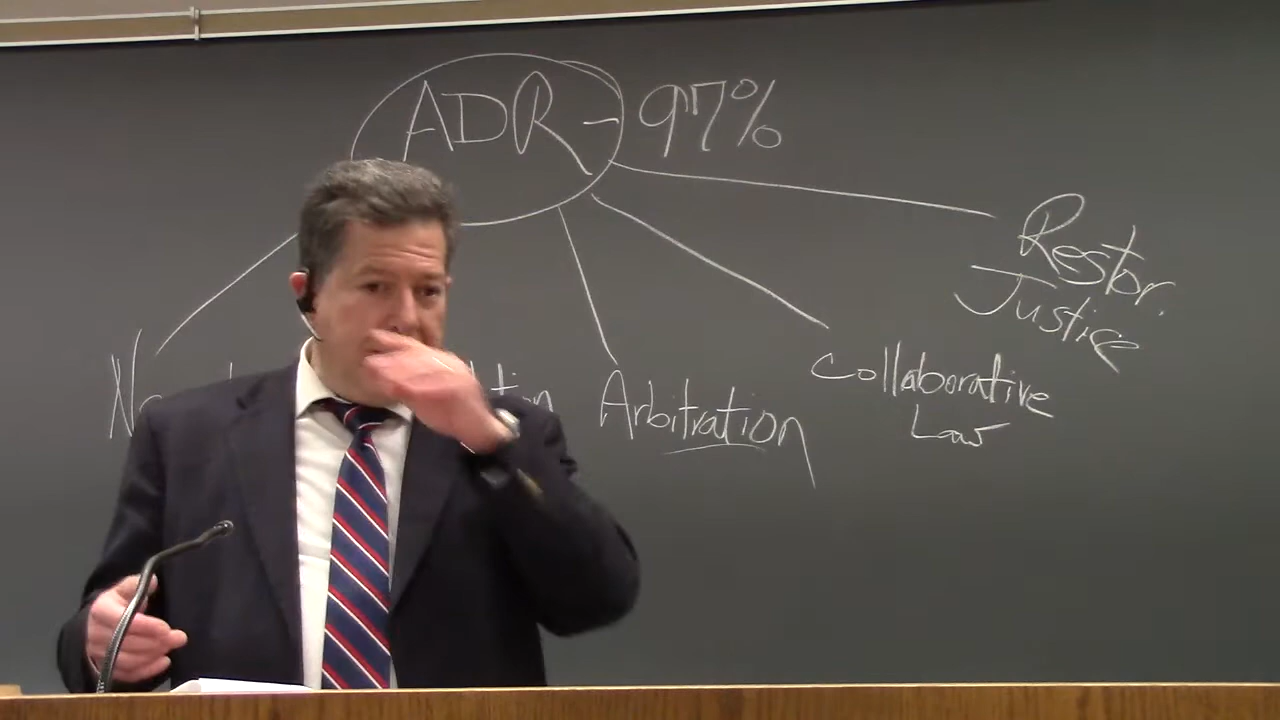 ADR - 97%
Restor.
Justice
Arbitration
Collaborative
Law